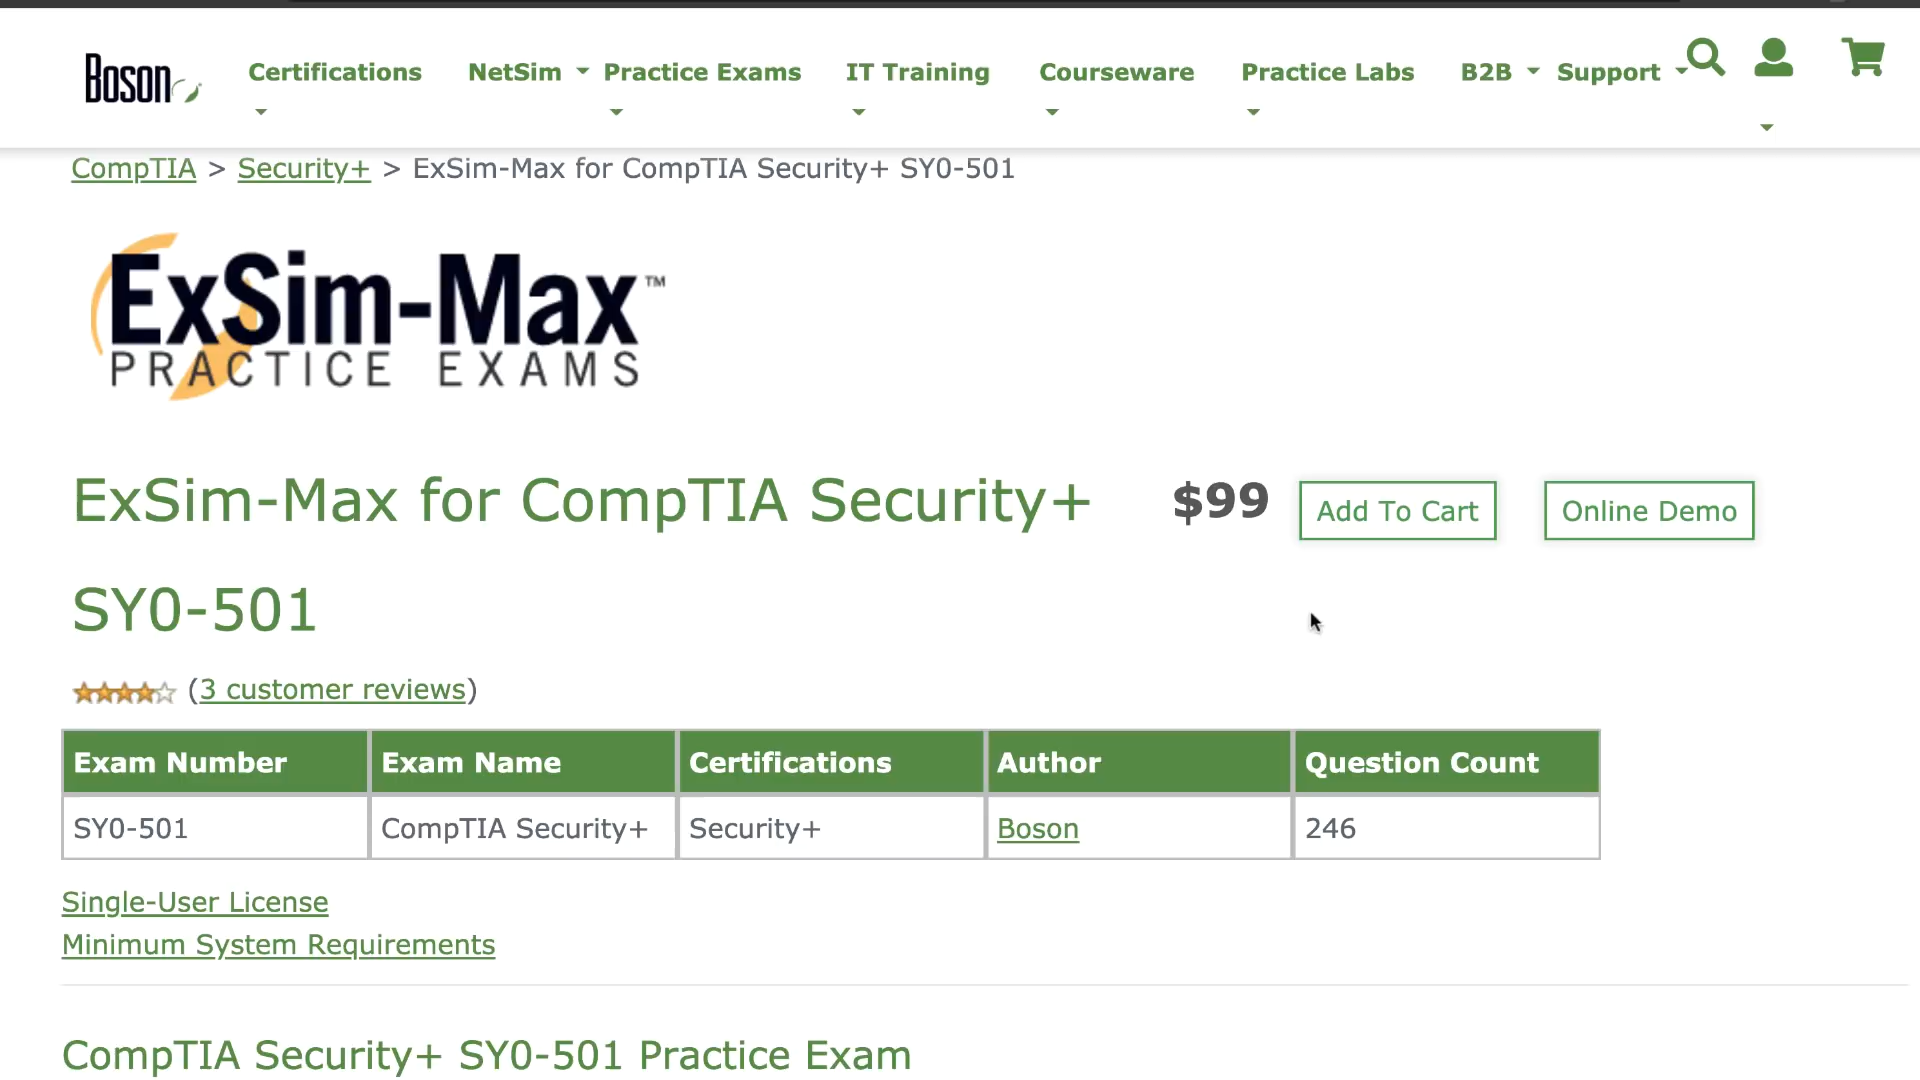 Boson Certifications NetSim Practice Exams IT Training Courseware Practice Labs B2B Support
CompTIA > Security+ > ExSim-Max for CompTIA Security+ SY0-501
ExSim-Max™
PRACTICE EXAMS
ExSim-Max for CompTIA Security+ $99 Add To Cart Online Demo
SY0-501
(3 customer reviews)
Exam Number Exam Name Certifications Author Question Count
SY0-501 CompTIA Security+ Security+ Boson 246
Single-User License
Minimum System Requirements
CompTIA Security+ SY0-501 Practice Exam